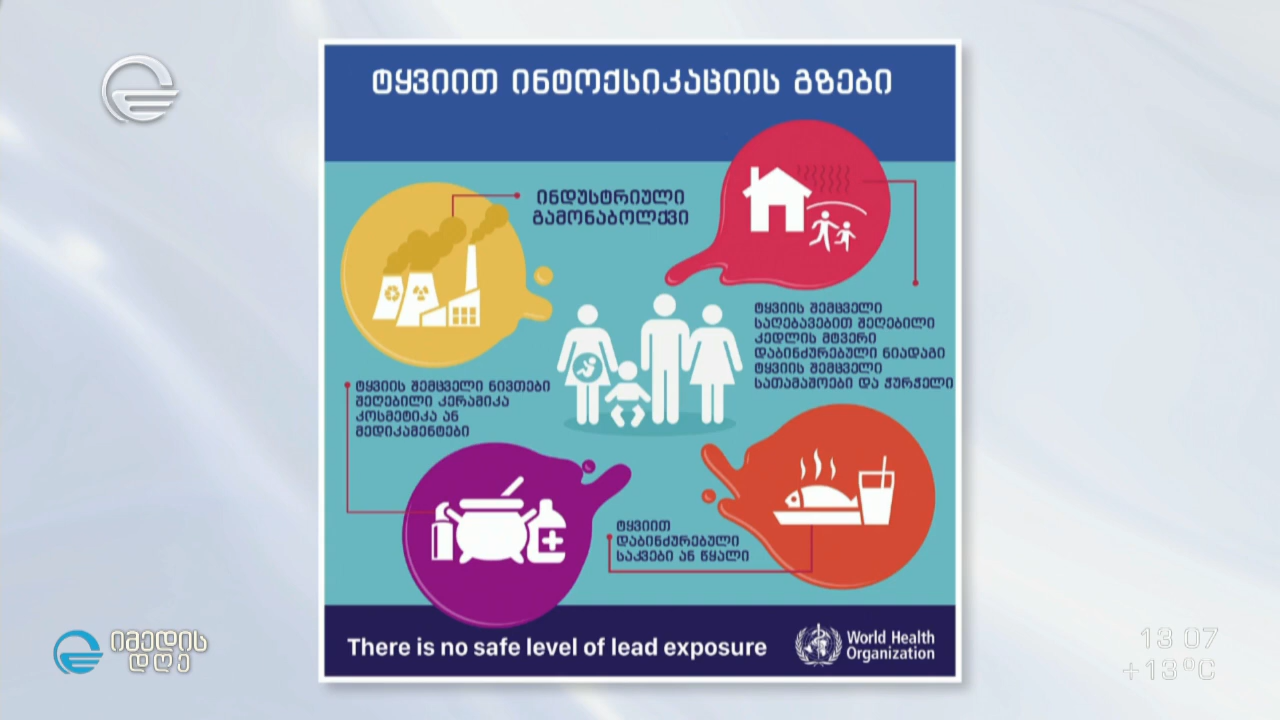 ტყვიით ინტოქსიკაციის გზები
ინდუსტრიული
გამონაბოლქვი
ტყვიის შემცველი
საღებავებით შეღებილი
კედლის მტვერი
დაბინძურებული ნიადაგი
ტყვიის შემცველი
სათამაშოები და ჭურჭელი
ტყვიის შემცველი ნივთები
შეღებილი კერამიკა
კოსმეტიკა ან
მედიკამენტები
ტყვიით
დაბინძურებული
საკვები ან წყალი
There is no safe level of lead exposure
World Health
Organization
იმედის
დღე
13 07
+13°C